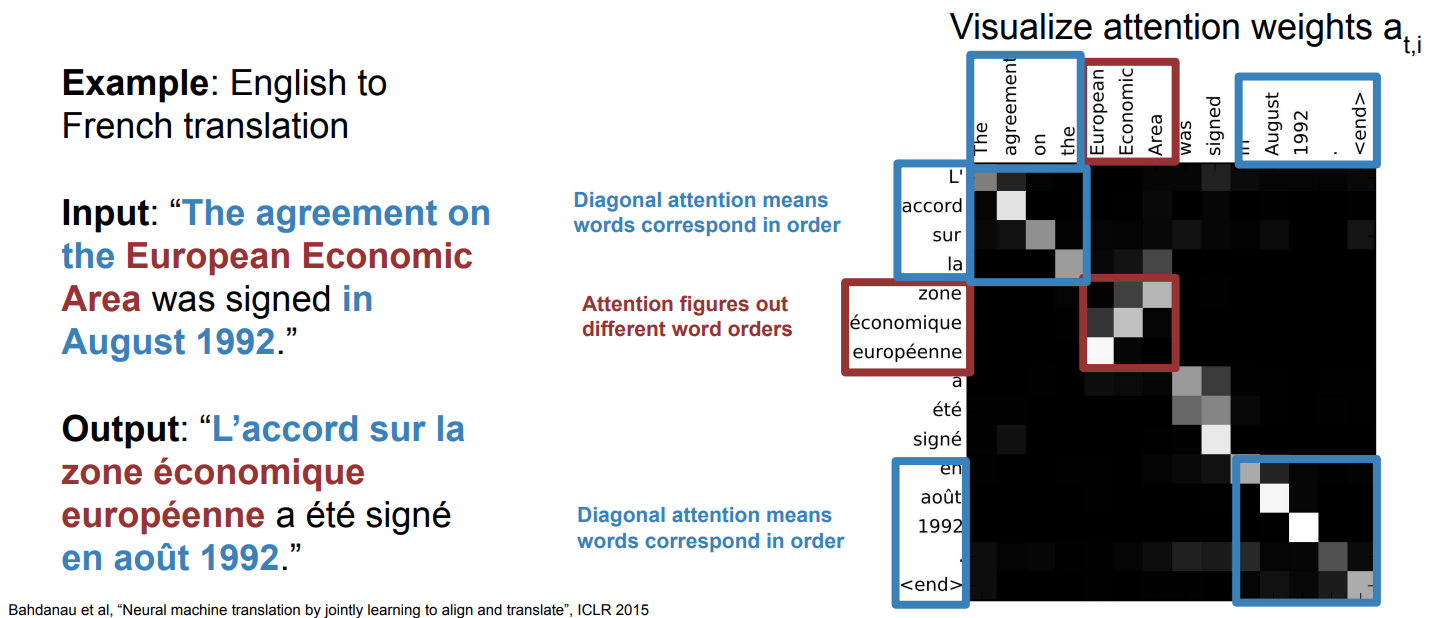 Visualize attention weights a_t,i
Example: English to
French translation
Input: “The agreement on
the European Economic
Area was signed in
August 1992.”
Output: “L’accord sur la
zone économique
européenne a été signé
en août 1992.”
Diagonal attention means
words correspond in order
Attention figures out
different word orders
Diagonal attention means
words correspond in order
The
agreement
on
the
European
Economic
Area
was
signed
in
August
1992
.
<end>
L'
accord
sur
la
zone
économique
européenne
a
été
signé
en
août
1992
.
<end>
Bahdanau et al, “Neural machine translation by jointly learning to align and translate”, ICLR 2015